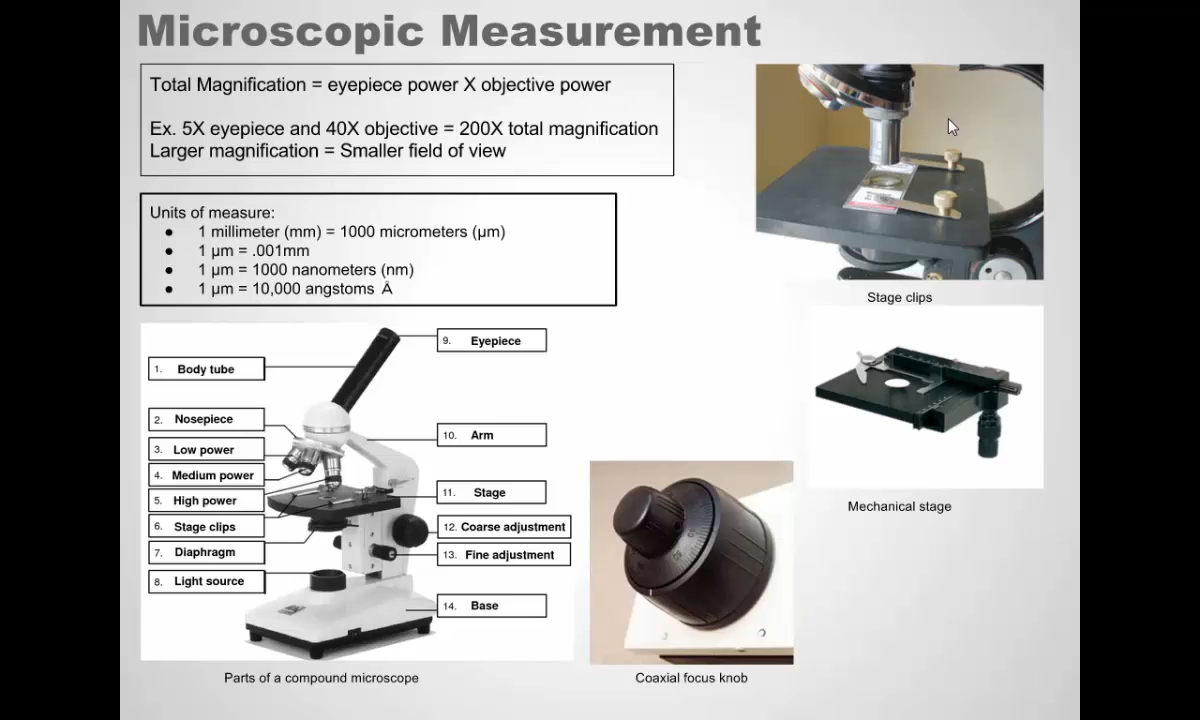 Microscopic Measurement
Total Magnification = eyepiece power X objective power
Ex. 5X eyepiece and 40X objective = 200X total magnification
Larger magnification = Smaller field of view
Units of measure:
● 1 millimeter (mm) = 1000 micrometers (μm)
● 1 μm = .001mm
● 1 μm = 1000 nanometers (nm)
● 1 μm = 10,000 angstoms Å
Stage clips
1. Body tube
2. Nosepiece
3. Low power
4. Medium power
5. High power
6. Stage clips
7. Diaphragm
8. Light source
9. Eyepiece
10. Arm
11. Stage
12. Coarse adjustment
13. Fine adjustment
14. Base
Parts of a compound microscope
Coaxial focus knob
Mechanical stage